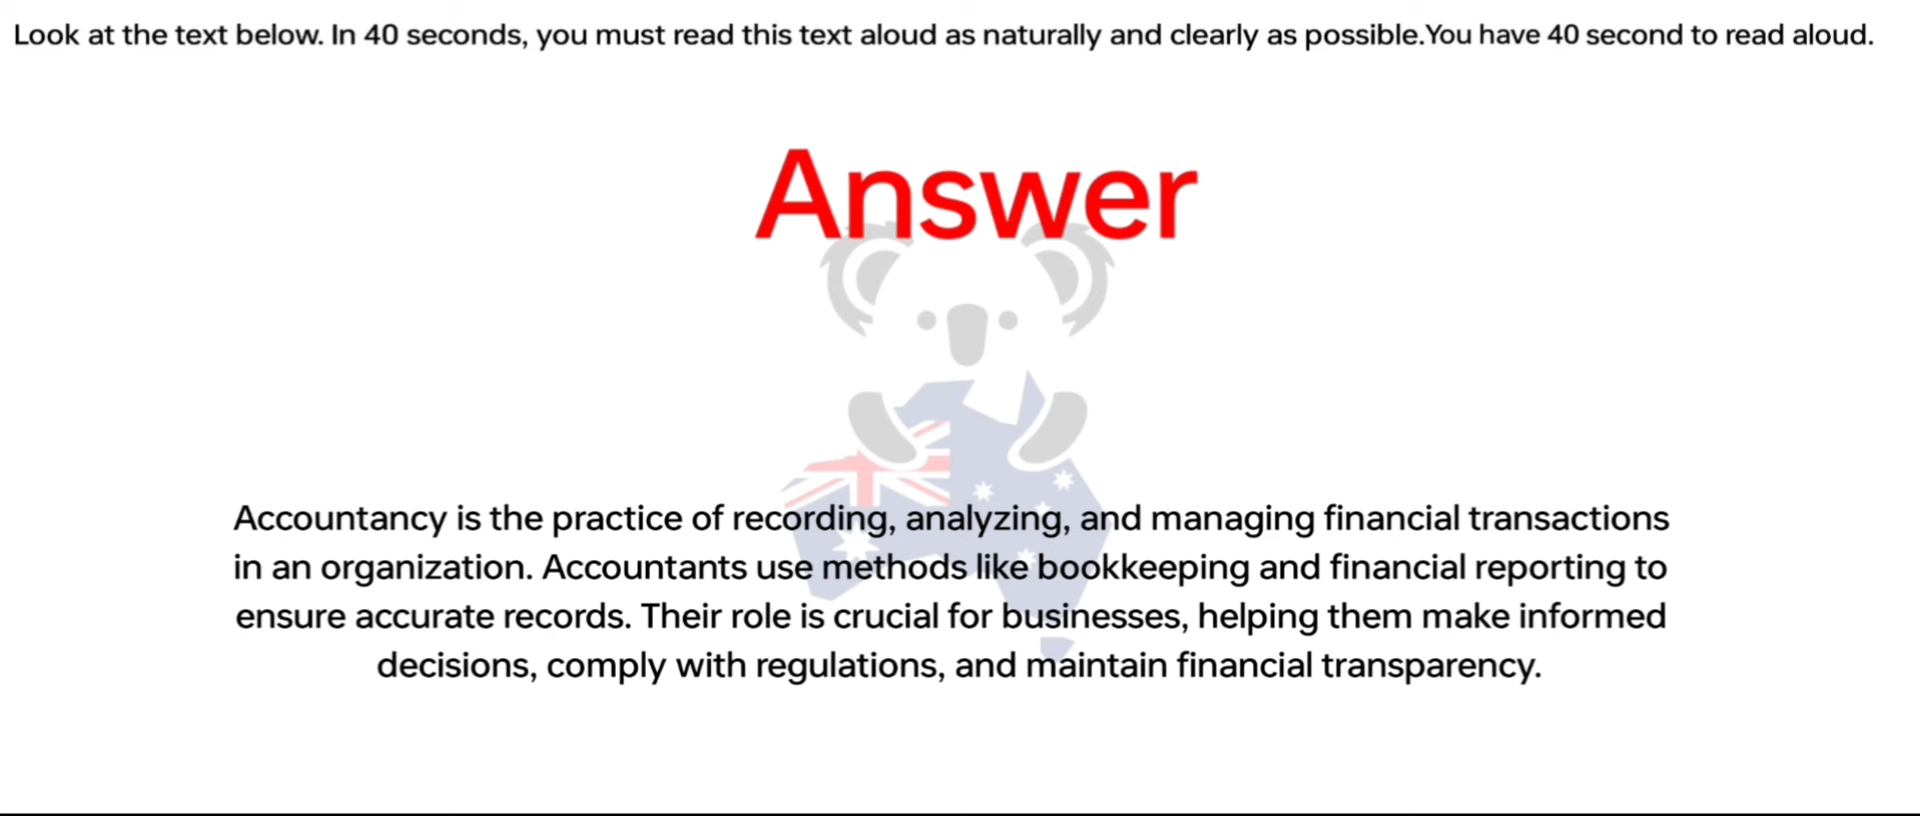 Look at the text below. In 40 seconds, you must read this text aloud as naturally and clearly as possible.You have 40 second to read aloud.
Answer
Accountancy is the practice of recording, analyzing, and managing financial transactions
in an organization. Accountants use methods like bookkeeping and financial reporting to
ensure accurate records. Their role is crucial for businesses, helping them make informed
decisions, comply with regulations, and maintain financial transparency.